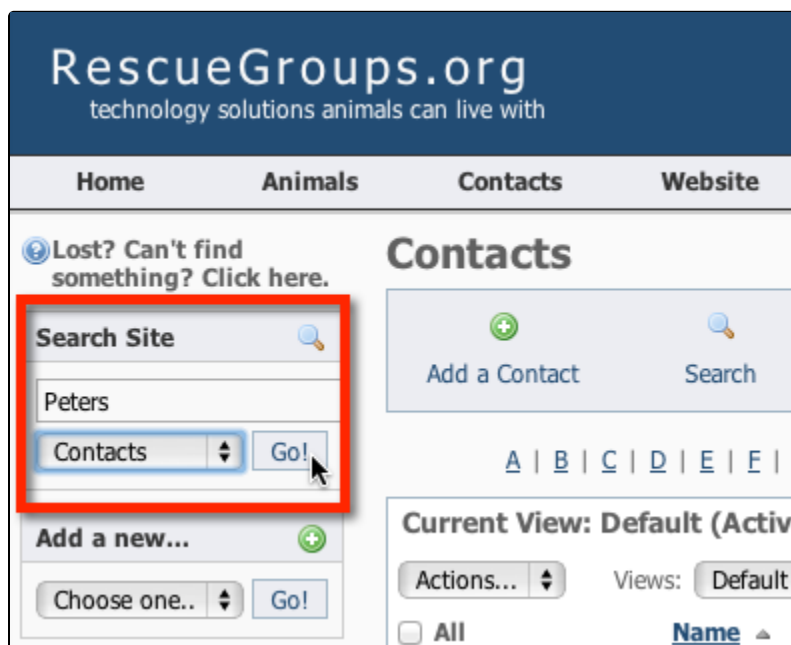 RescueGroups.org
technology solutions animals can live with
Home Animals Contacts Website
Lost? Can't find
something? Click here.
Search Site
Peters
Contacts Go!
Add a new...
Choose one.. Go!
Contacts
Add a Contact Search
A | B | C | D | E | F |
Current View: Default (Activ
Actions... Views: Default
All Name